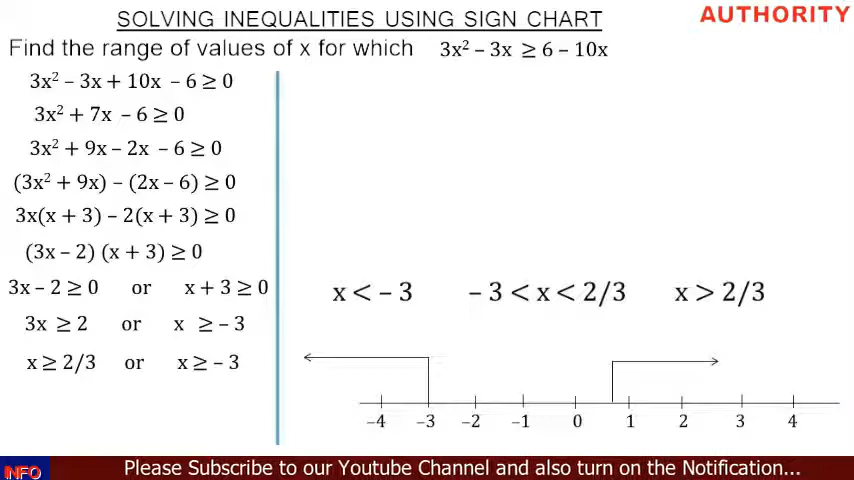 SOLVING INEQUALITIES USING SIGN CHART
AUTHORITY
Find the range of values of x for which 3x² – 3x ≥ 6 – 10x
3x² – 3x + 10x – 6 ≥ 0
3x² + 7x – 6 ≥ 0
3x² + 9x – 2x – 6 ≥ 0
(3x² + 9x) – (2x – 6) ≥ 0
3x(x + 3) – 2(x + 3) ≥ 0
(3x – 2) (x + 3) ≥ 0
3x – 2 ≥ 0 or x + 3 ≥ 0
3x ≥ 2 or x ≥ – 3
x ≥ 2/3 or x ≥ – 3
x < – 3 – 3 < x < 2/3 x > 2/3
–4 –3 –2 –1 0 1 2 3 4
INFO Please Subscribe to our Youtube Channel and also turn on the Notification...